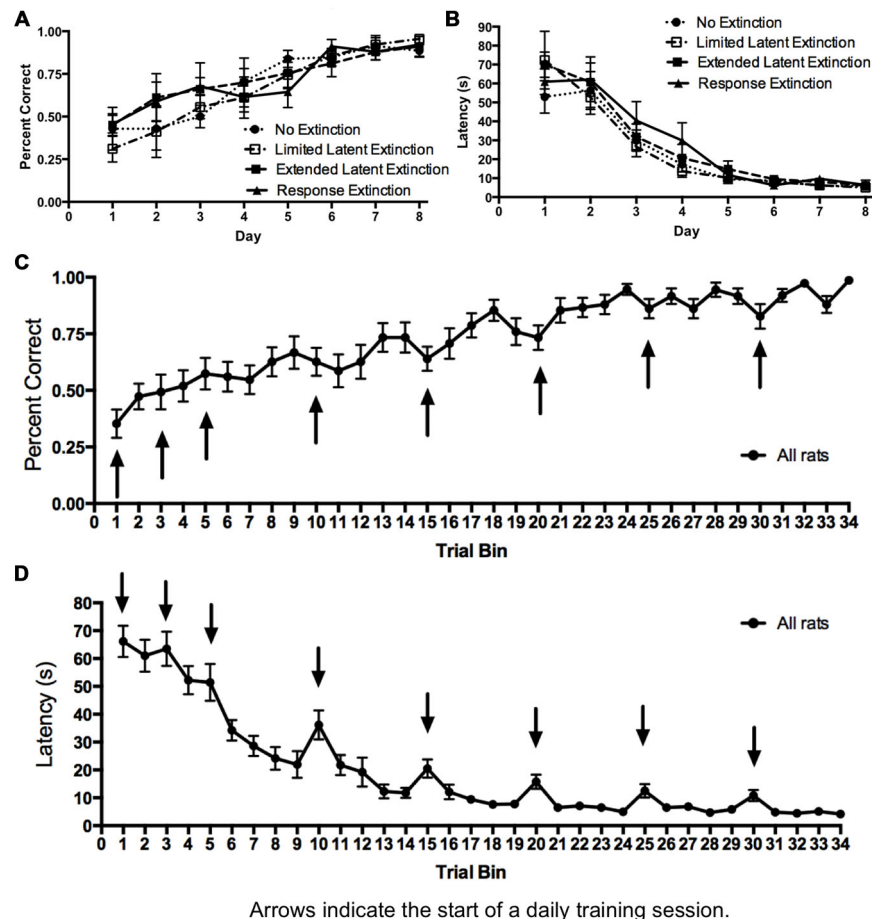 A
Percent Correct
1.00
0.75
0.50
0.25
0.00
No Extinction
Limited Latent Extinction
Extended Latent Extinction
Response Extinction
0 1 2 3 4 5 6 7 8
Day
B
No Extinction
Limited Latent Extinction
Extended Latent Extinction
Response Extinction
Latency (s)
90
80
70
60
50
40
30
20
10
0
0 1 2 3 4 5 6 7 8
Day
C
Percent Correct
1.00
0.75
0.50
0.25
0.00
All rats
0 1 2 3 4 5 6 7 8 9 10 11 12 13 14 15 16 17 18 19 20 21 22 23 24 25 26 27 28 29 30 31 32 33 34
Trial Bin
D
Latency (s)
80
70
60
50
40
30
20
10
0
All rats
0 1 2 3 4 5 6 7 8 9 10 11 12 13 14 15 16 17 18 19 20 21 22 23 24 25 26 27 28 29 30 31 32 33 34
Trial Bin
Arrows indicate the start of a daily training session.